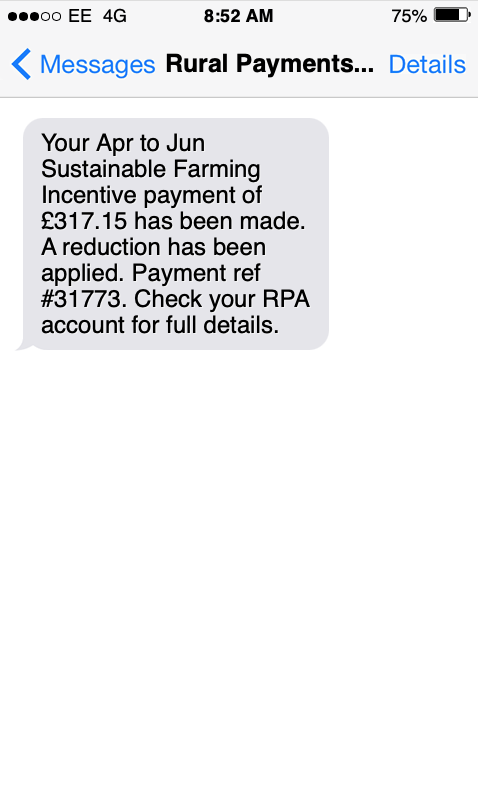 EE 4G 8:52 AM 75%
Messages Rural Payments... Details
Your Apr to Jun
Sustainable Farming
Incentive payment of
£317.15 has been made.
A reduction has been
applied. Payment ref
#31773. Check your RPA
account for full details.